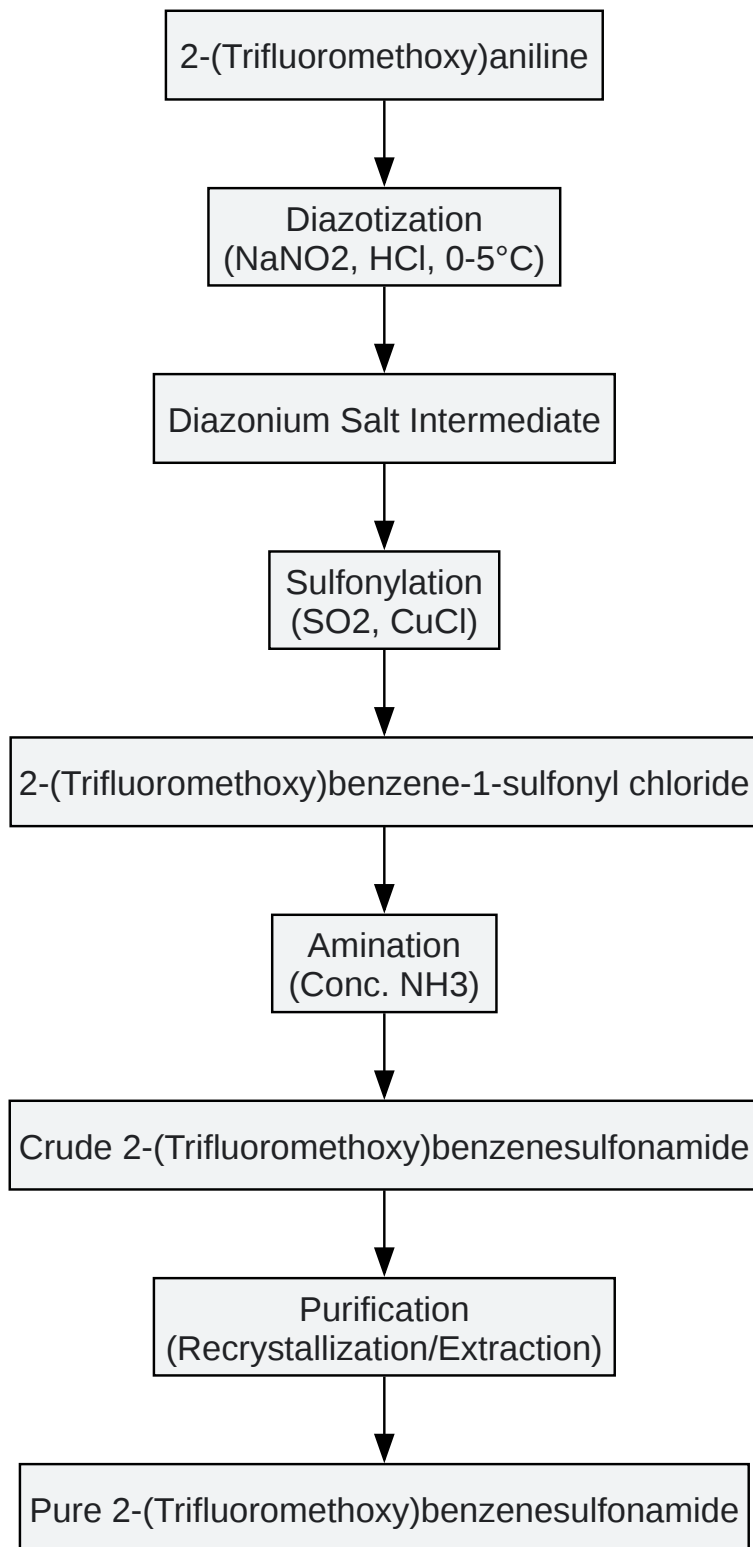 2-(Trifluoromethoxy)aniline
Diazotization
(NaNO2, HCl, 0-5°C)
Diazonium Salt Intermediate
Sulfonylation
(SO2, CuCl)
2-(Trifluoromethoxy)benzene-1-sulfonyl chloride
Amination
(Conc. NH3)
Crude 2-(Trifluoromethoxy)benzenesulfonamide
Purification
(Recrystallization/Extraction)
Pure 2-(Trifluoromethoxy)benzenesulfonamide